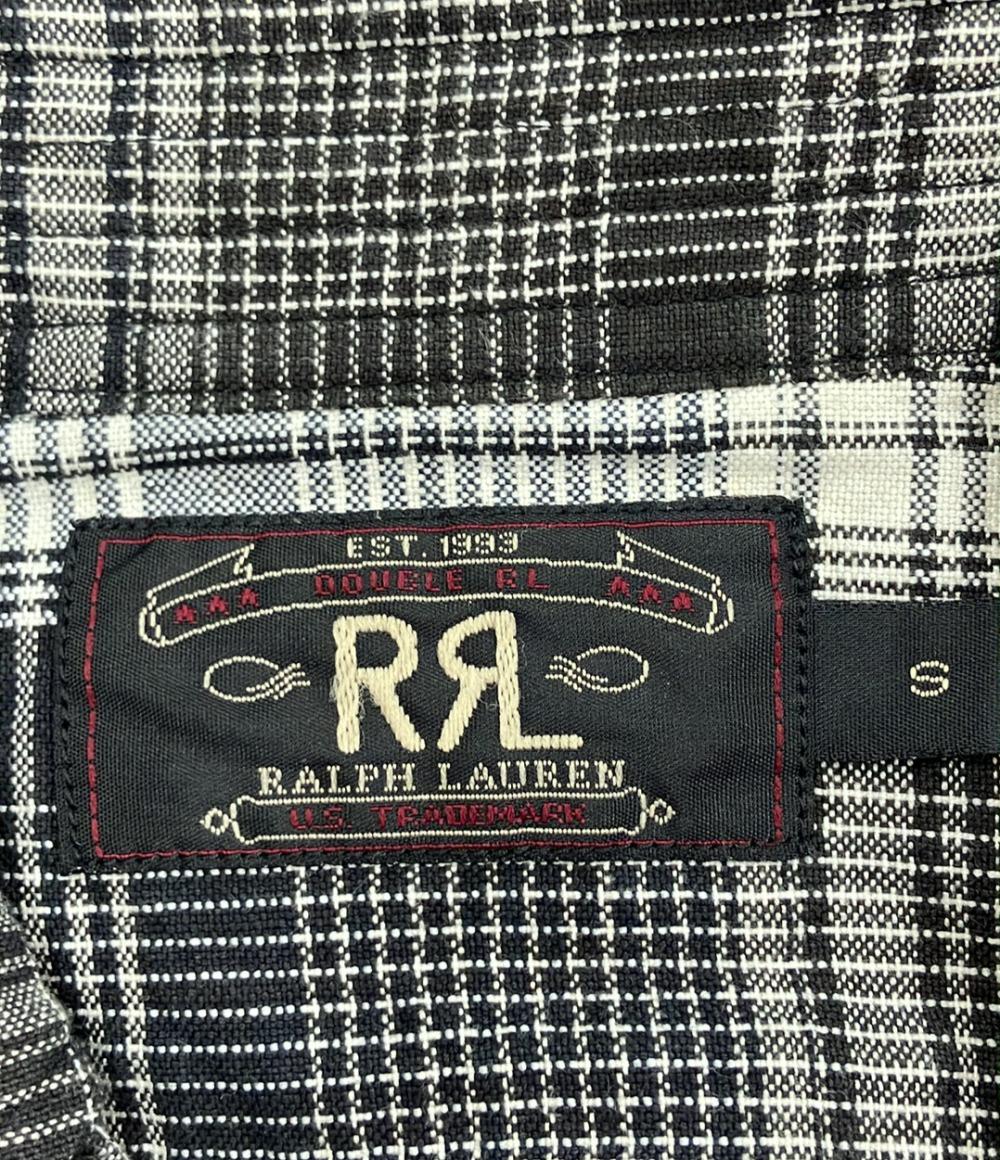 EST. 1993
DOUBLE RL
RRL
RALPH LAUREN
U.S. TRADEMARK
S